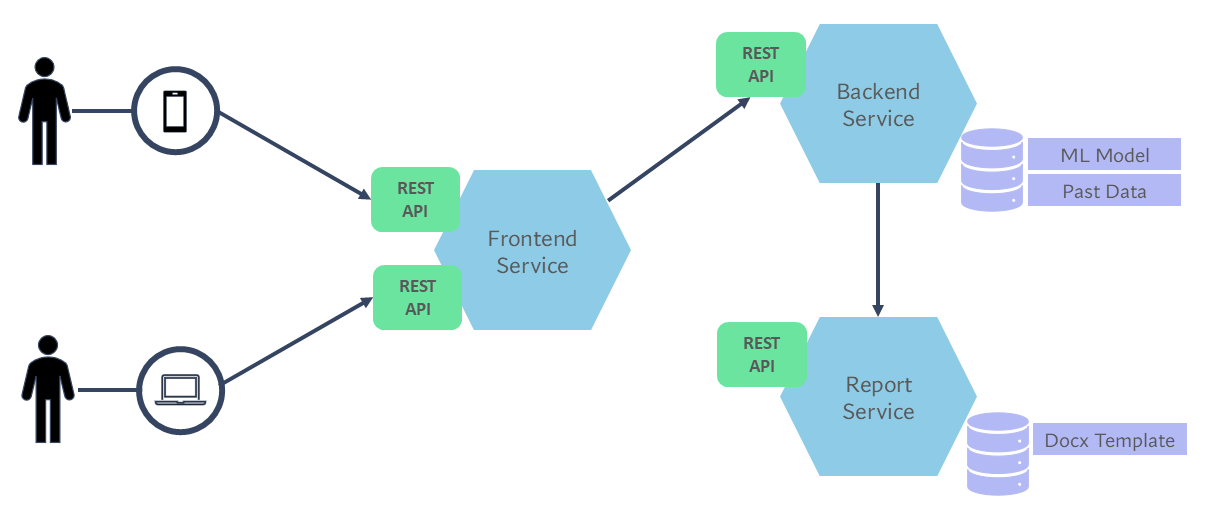 REST
API
Backend
Service
ML Model
Past Data
REST
API
Frontend
Service
REST
API
REST
API
Report
Service
Docx Template